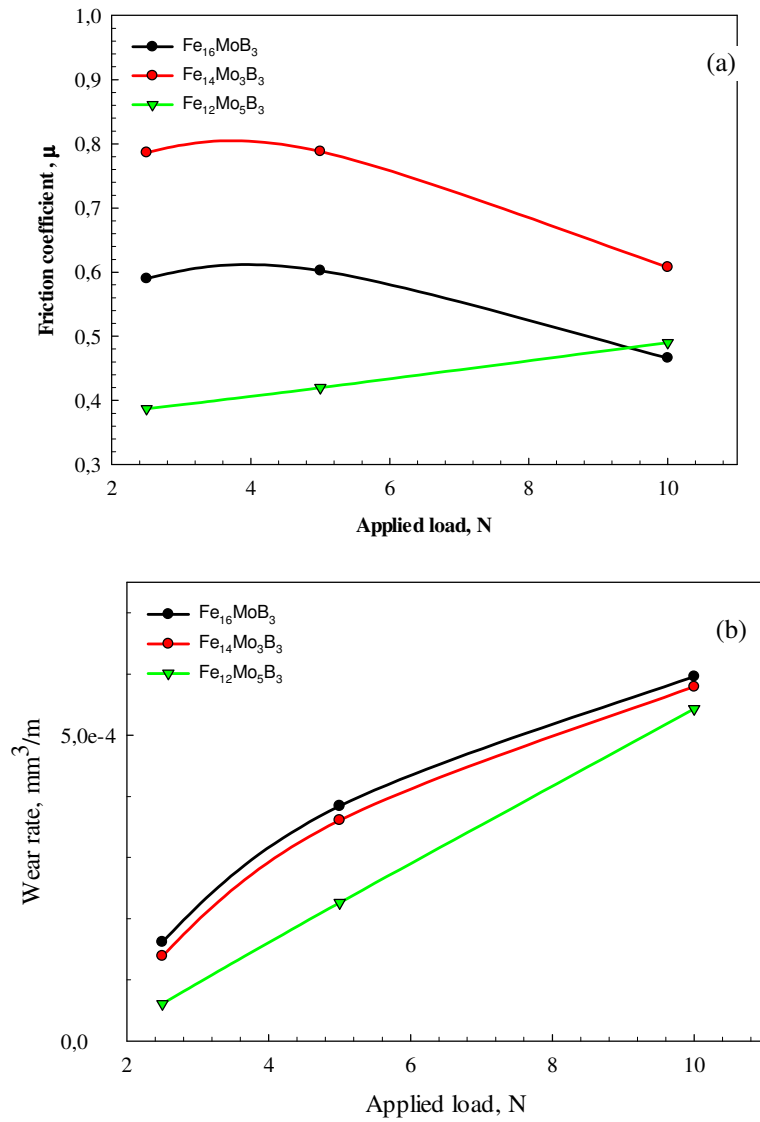 1,0
Fe₁₆MoB₃
(a)
0,9
Fe₁₄Mo₃B₃
Fe₁₂Mo₅B₃
0,8
0,7
0,6
0,5
0,4
0,3
Friction coefficient , μ
2 4 6 8 10
Applied load, N
Fe₁₆MoB₃
(b)
Fe₁₄Mo₃B₃
Fe₁₂Mo₅B₃
5,0e-4
0,0
Wear rate, mm³/m
2 4 6 8 10
Applied load, N